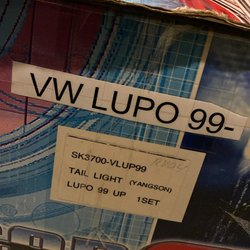 VW LUPO 99-
SK3700-VLUP99
TAIL LIGHT (YANGSON)
LUPO 99 UP 1SET